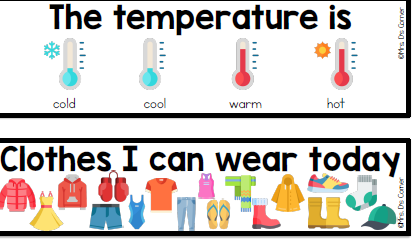 The temperature is
cold cool warm hot
©Mrs. D's Corner
Clothes I can wear today
©Mrs. D's Corner